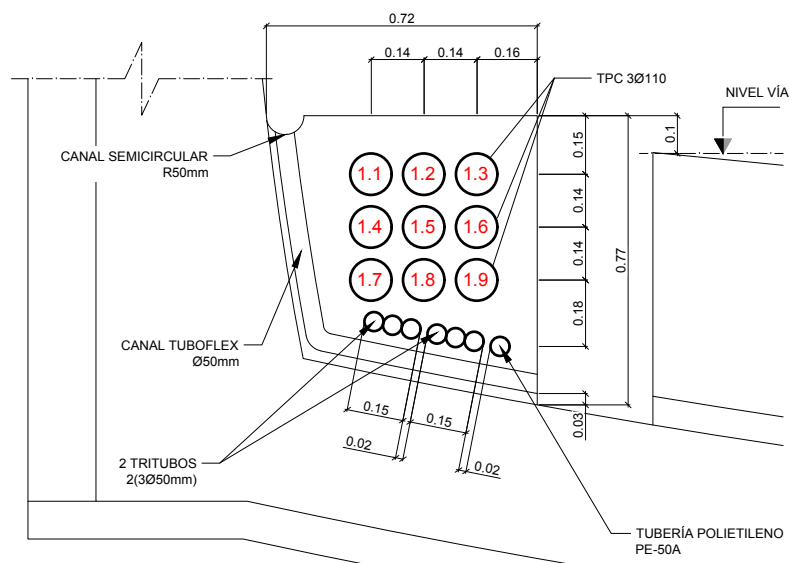 0.72
0.14
0.14
0.16
TPC 3Ø110
NIVEL VÍA
0.1
0.15
CANAL SEMICIRCULAR
R50mm
1.1
1.2
1.3
0.14
1.4
1.5
1.6
0.14
0.77
1.7
1.8
1.9
0.18
CANAL TUBOFLEX
Ø50mm
0.15
0.15
0.03
0.02
0.02
2 TRITUBOS
2(3Ø50mm)
TUBERÍA POLIETILENO
PE-50A